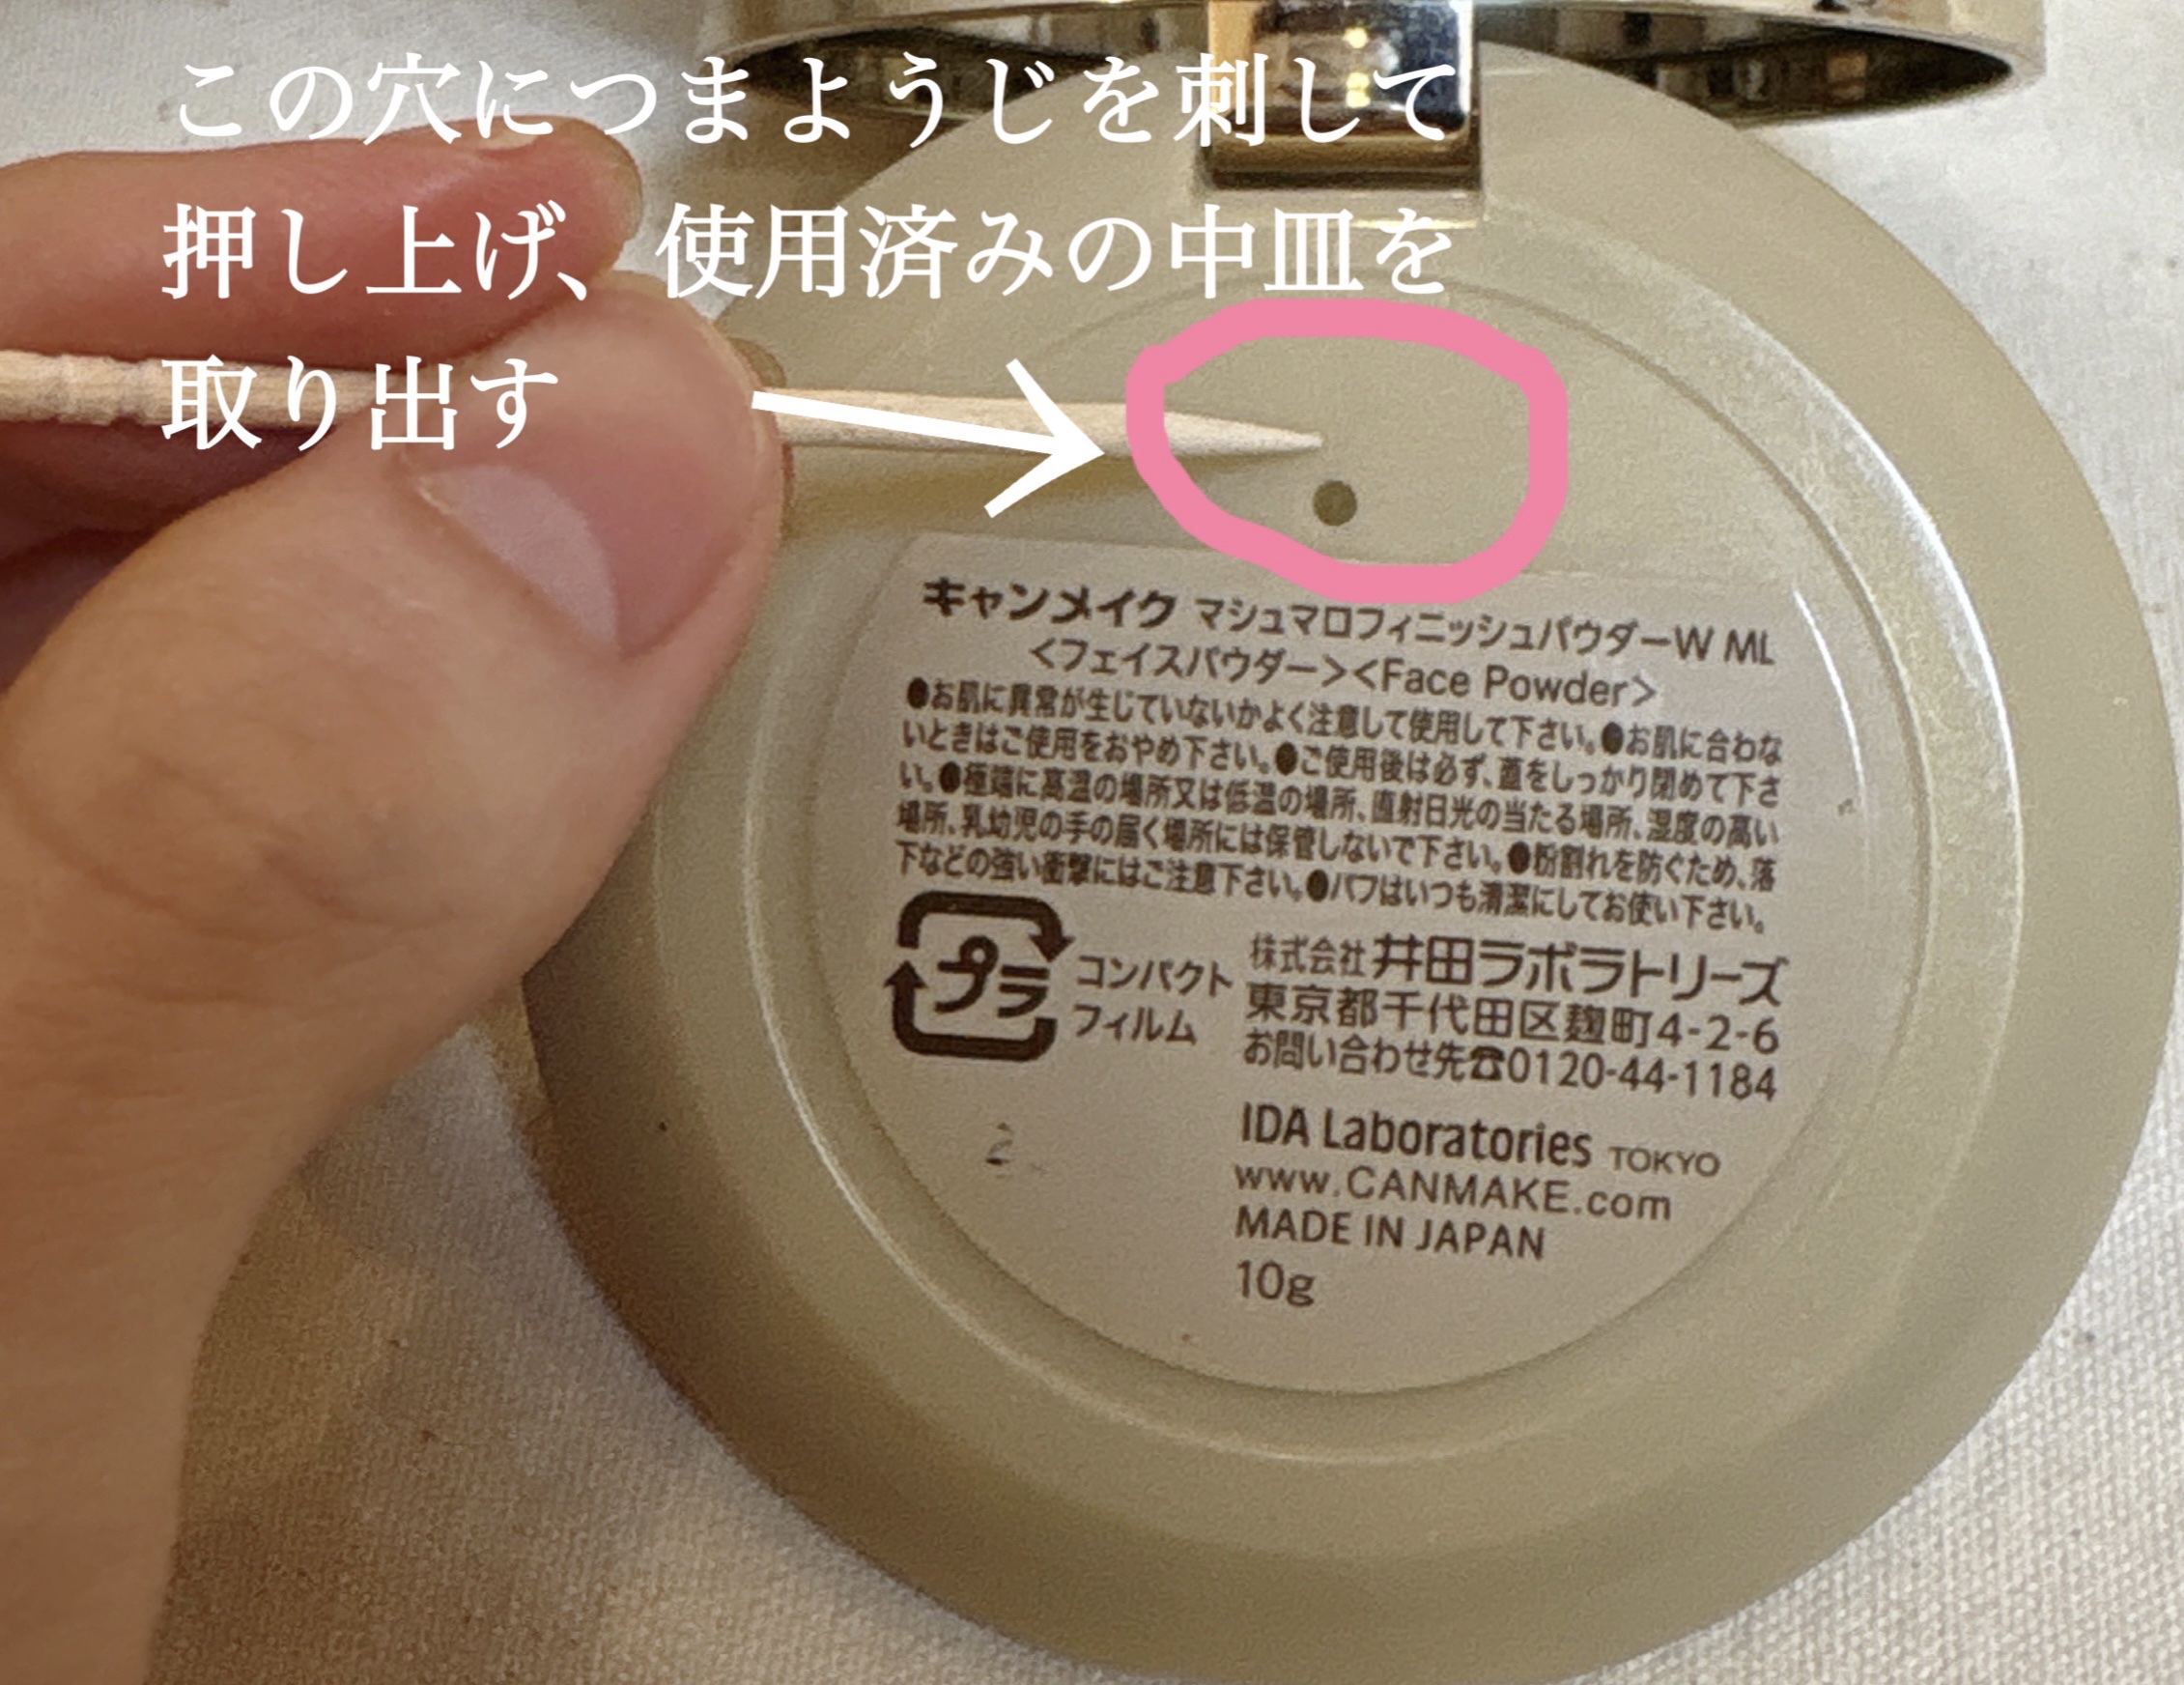 この穴につまようじを刺して
押し上げ、使用済みの中皿を
取り出す
キャンメイク マシュマロフィニッシュパウダーW ML
<フェイスパウダー><Face Powder>
●お肌に異常が生じていないかよく注意して使用して下さい。●お肌に合わな
いときはご使用をおやめ下さい。●ご使用後は必ず、蓋をしっかり閉めて下さ
い。●極端に高温の場所又は低温の場所、直射日光の当たる場所、湿度の高い
場所、乳幼児の手の届く場所には保管しないで下さい。●粉割れを防ぐため、落
下などの強い衝撃にはご注意下さい。●パフはいつも清潔にしてお使い下さい。
プラ
コンパクト
フィルム
株式会社 井田ラボラトリーズ
東京都千代田区麹町4-2-6
お問い合わせ先☎0120-44-1184
IDA Laboratories TOKYO
www.CANMAKE.com
MADE IN JAPAN
10g